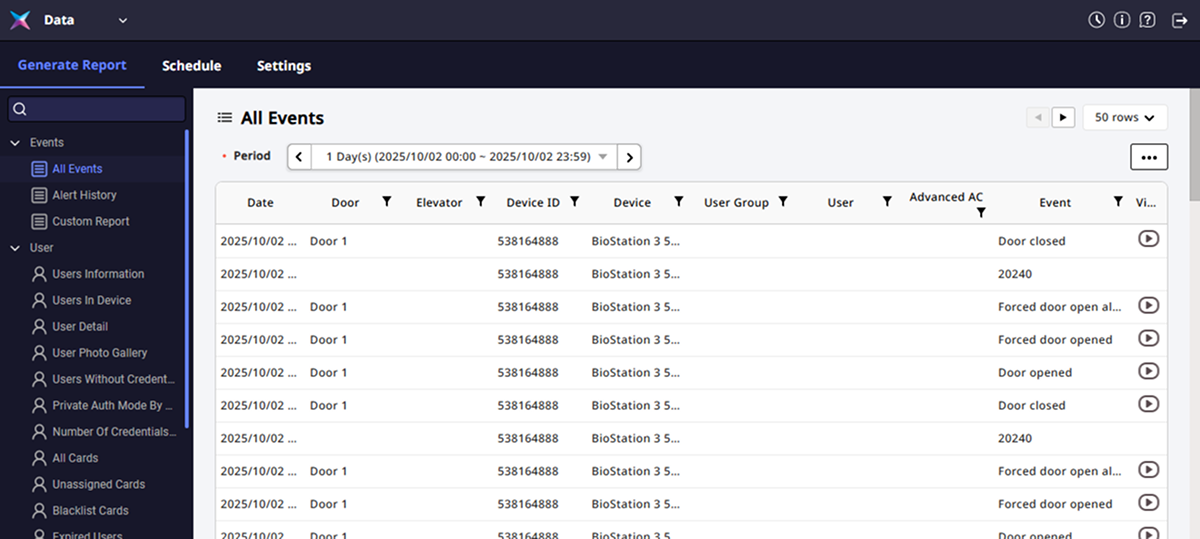 Data
Generate Report Schedule Settings
Events
All Events
Alert History
Custom Report
User
Users Information
Users In Device
User Detail
User Photo Gallery
Users Without Credent...
Private Auth Mode By ...
Number Of Credentials...
All Cards
Unassigned Cards
Blacklist Cards
Expired Users
All Events
50 rows
• Period 1 Day(s) (2025/10/02 00:00 ~ 2025/10/02 23:59)
Date Door Elevator Device ID Device User Group User Advanced AC Event Vi...
2025/10/02 ... Door 1 538164888 BioStation 3 5... Door closed
2025/10/02 ... 538164888 BioStation 3 5... 20240
2025/10/02 ... Door 1 538164888 BioStation 3 5... Forced door open al...
2025/10/02 ... Door 1 538164888 BioStation 3 5... Forced door opened
2025/10/02 ... Door 1 538164888 BioStation 3 5... Door opened
2025/10/02 ... Door 1 538164888 BioStation 3 5... Door closed
2025/10/02 ... 538164888 BioStation 3 5... 20240
2025/10/02 ... Door 1 538164888 BioStation 3 5... Forced door open al...
2025/10/02 ... Door 1 538164888 BioStation 3 5... Forced door opened
2025/10/02 ... Door 1 538164888 BioStation 3 5... Door opened